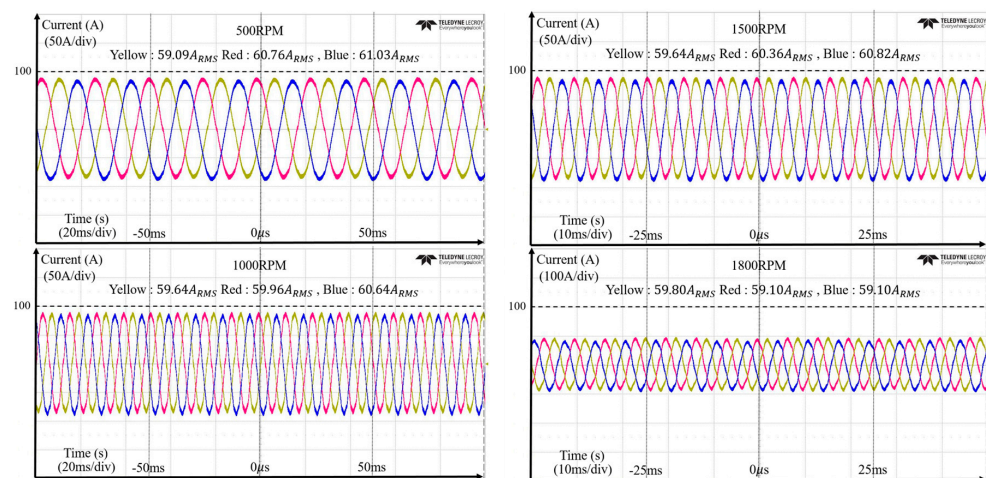 Current (A)
(50A/div)
500RPM
TELEDYNE LECROY
Everywhereyoulook
Yellow : 59.09A_RMS Red : 60.76A_RMS , Blue : 61.03A_RMS
100
Time (s)
(20ms/div)
-50ms
0μs
50ms
Current (A)
(50A/div)
1500RPM
TELEDYNE LECROY
Everywhereyoulook
Yellow : 59.64A_RMS Red : 60.36A_RMS , Blue : 60.82A_RMS
100
Time (s)
(10ms/div)
-25ms
0μs
25ms
Current (A)
(50A/div)
1000RPM
TELEDYNE LECROY
Everywhereyoulook
Yellow : 59.64A_RMS Red : 59.96A_RMS , Blue : 60.64A_RMS
100
Time (s)
(20ms/div)
-50ms
0μs
50ms
Current (A)
(100A/div)
1800RPM
TELEDYNE LECROY
Everywhereyoulook
Yellow : 59.80A_RMS Red : 59.10A_RMS , Blue : 59.10A_RMS
100
Time (s)
(10ms/div)
-25ms
0μs
25ms